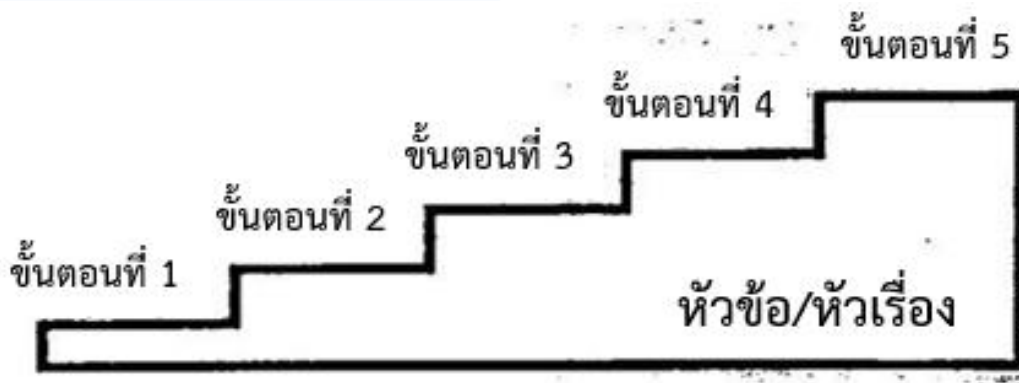 ขั้นตอนที่ 5
ขั้นตอนที่ 4
ขั้นตอนที่ 3
ขั้นตอนที่ 2
ขั้นตอนที่ 1
หัวข้อ/หัวเรื่อง